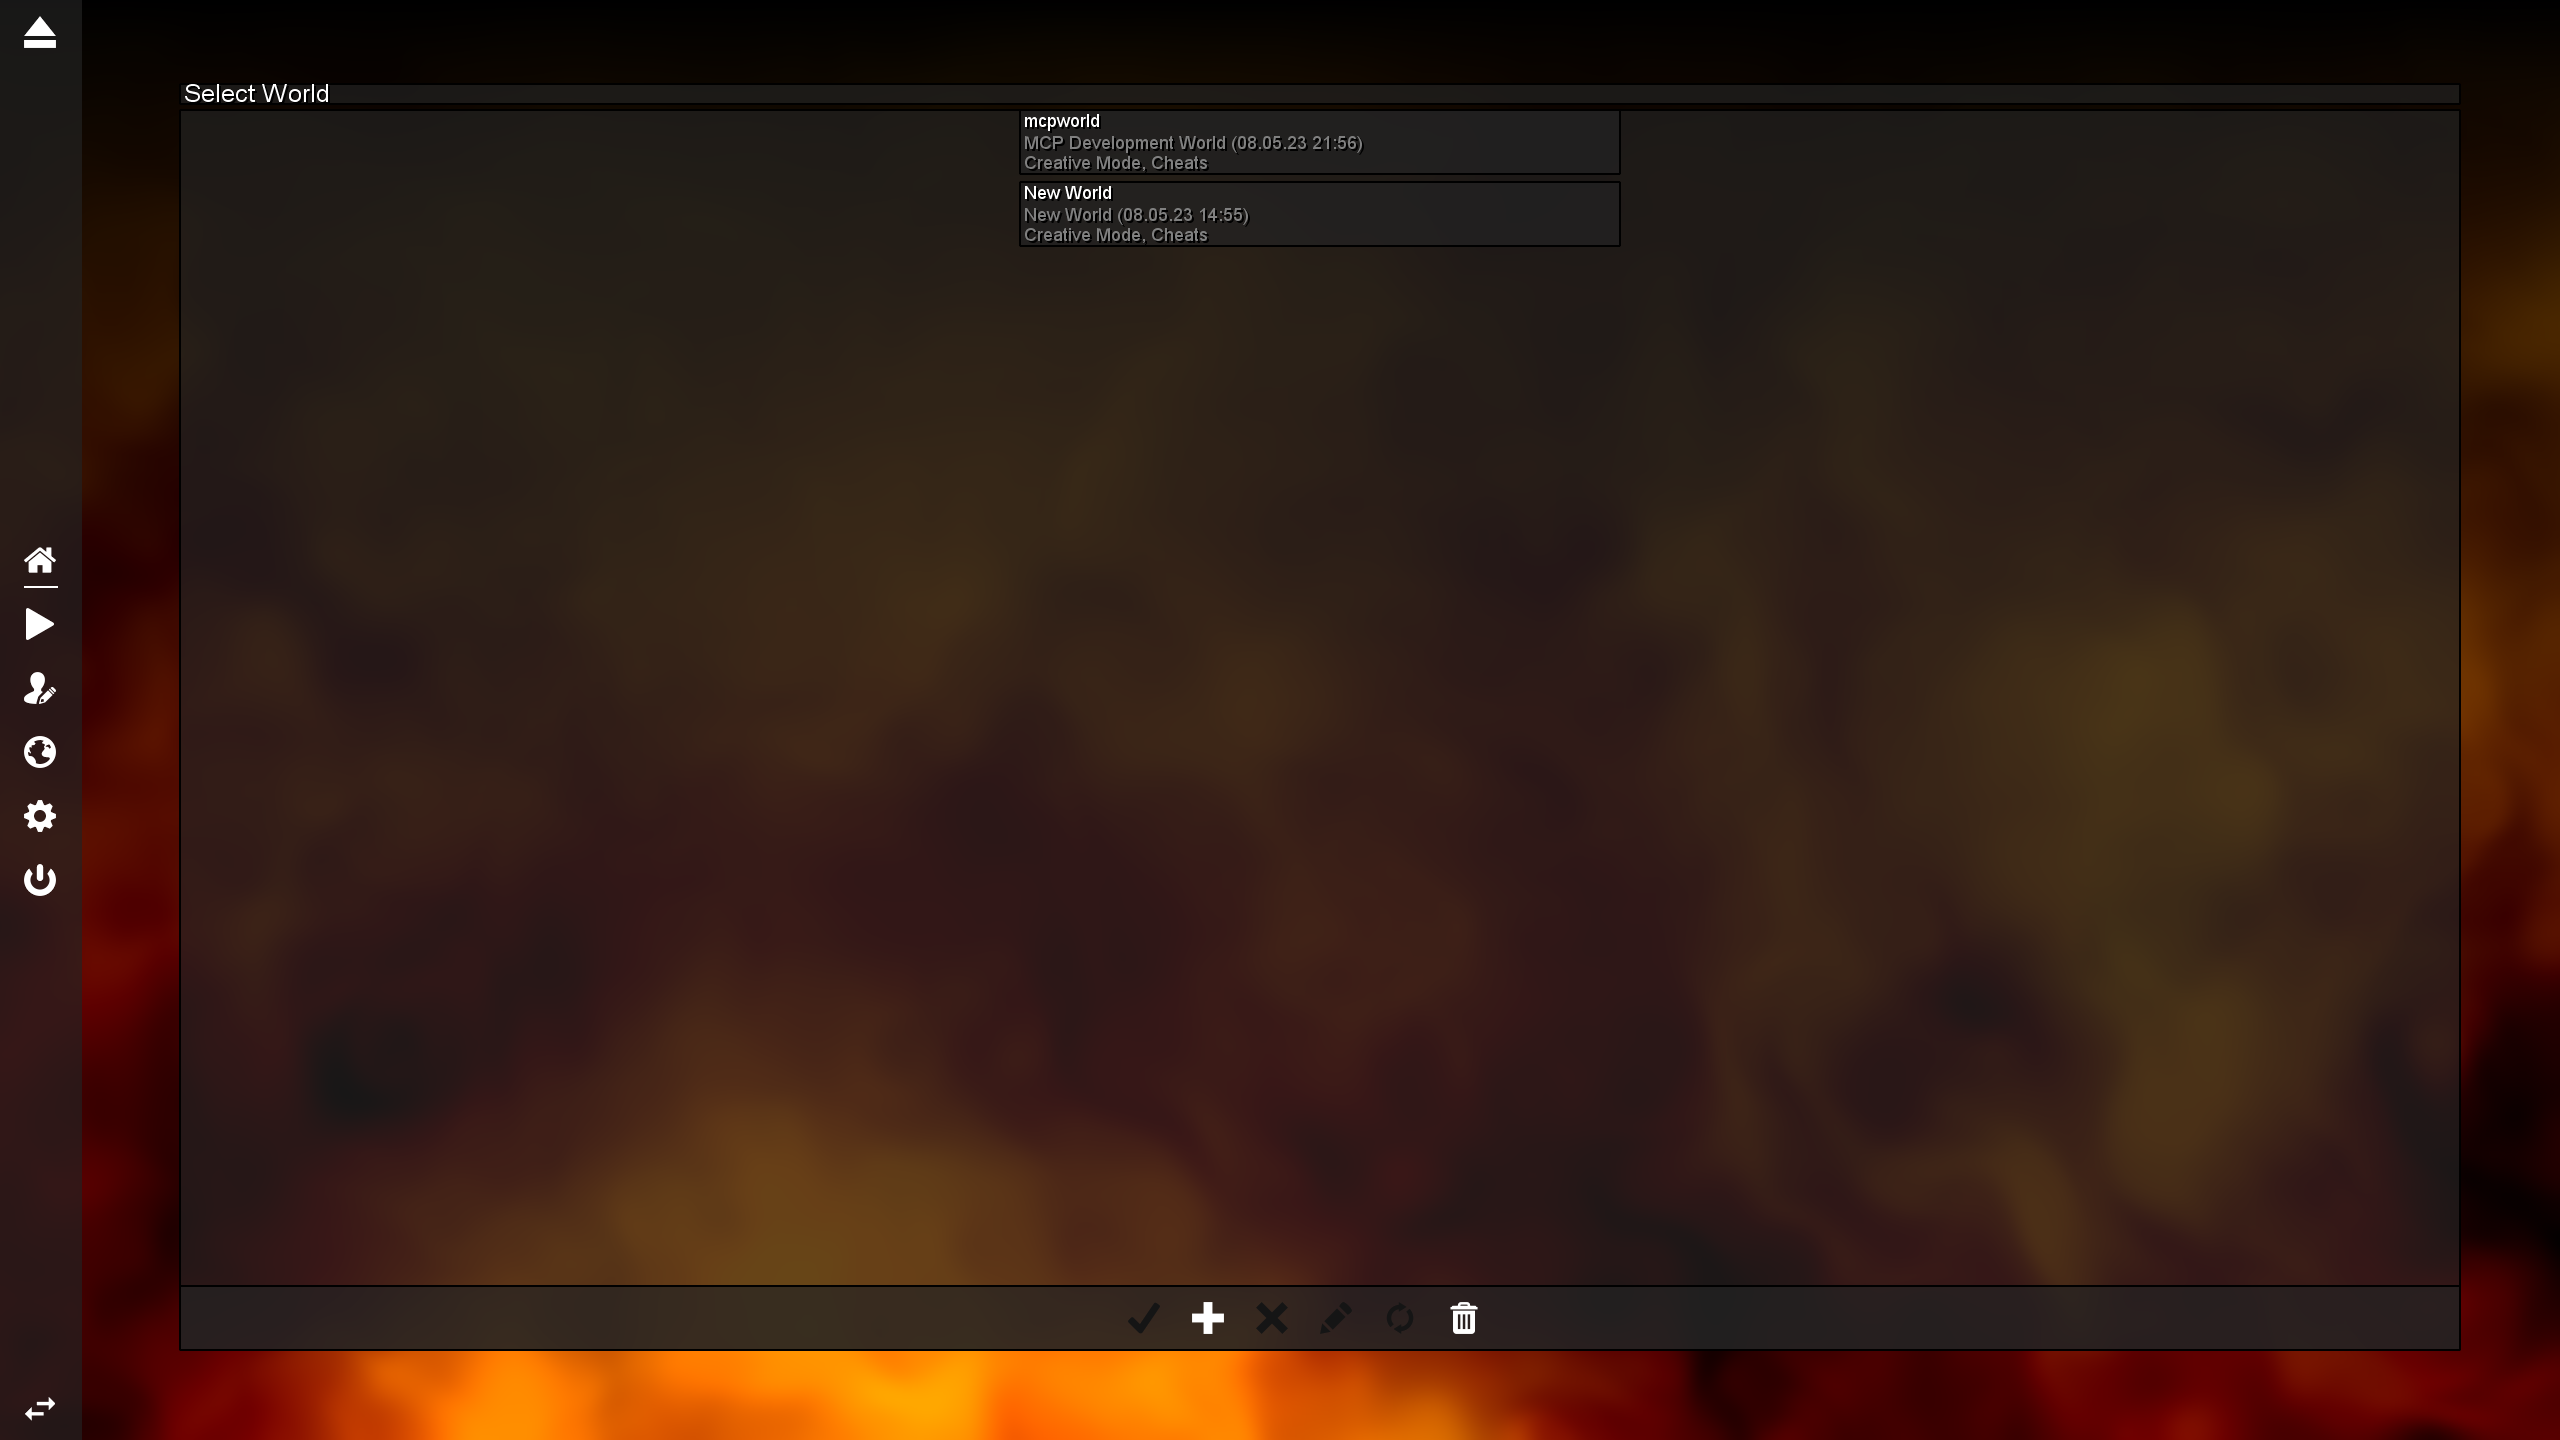 Select World
mcpworld
MCP Development World (08.05.23 21:56)
Creative Mode, Cheats
New World
New World (08.05.23 14:55)
Creative Mode, Cheats